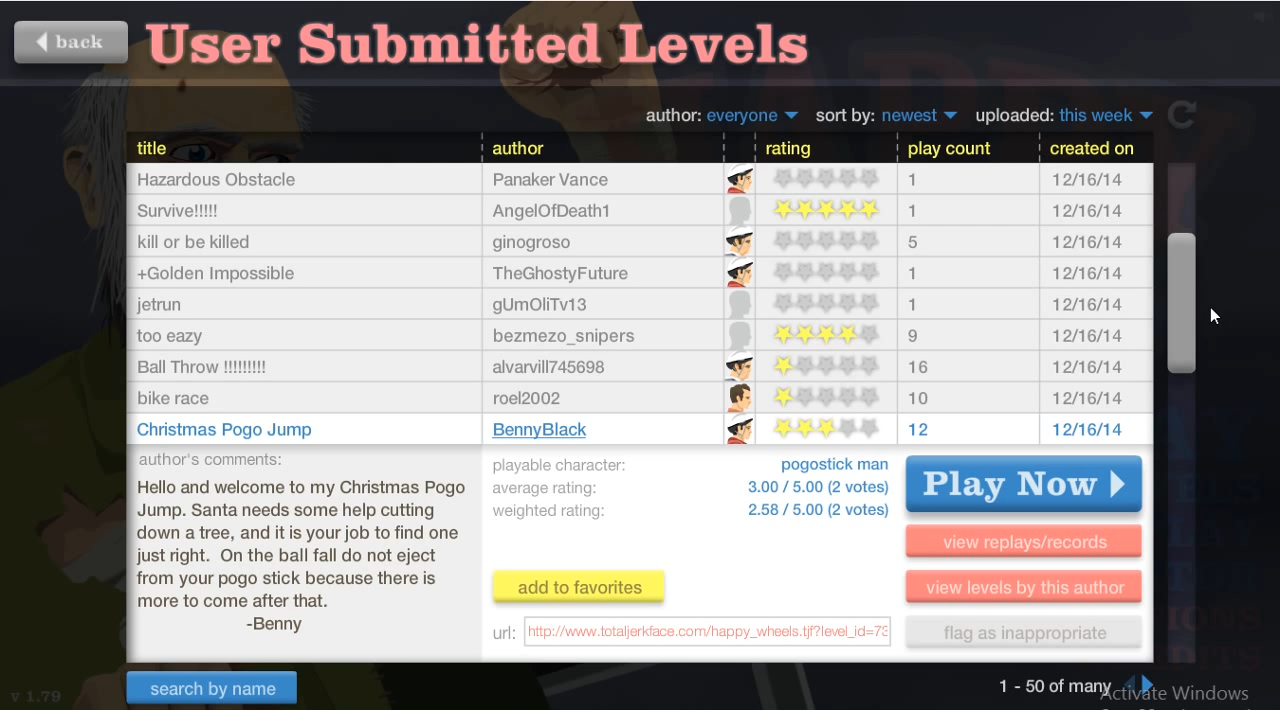 back
User Submitted Levels
author: everyone sort by: newest uploaded: this week
title author rating play count created on
Hazardous Obstacle Panaker Vance 1 12/16/14
Survive!!!!! AngelOfDeath1 1 12/16/14
kill or be killed ginogroso 5 12/16/14
+Golden Impossible TheGhostyFuture 1 12/16/14
jetrun gUmOliTv13 1 12/16/14
too eazy bezmezo_snipers 9 12/16/14
Ball Throw !!!!!!!!! alvarvill745698 16 12/16/14
bike race roel2002 10 12/16/14
Christmas Pogo Jump BennyBlack 12 12/16/14
author's comments:
Hello and welcome to my Christmas Pogo
Jump. Santa needs some help cutting
down a tree, and it is your job to find one
just right. On the ball fall do not eject
from your pogo stick because there is
more to come after that.
-Benny
playable character: pogostick man
average rating: 3.00 / 5.00 (2 votes)
weighted rating: 2.58 / 5.00 (2 votes)
add to favorites
url: http://www.totaljerkface.com/happy_wheels.tjf?level_id=73
Play Now
view replays/records
view levels by this author
flag as inappropriate
search by name
1 - 50 of many
v 1.79
Activate Windows